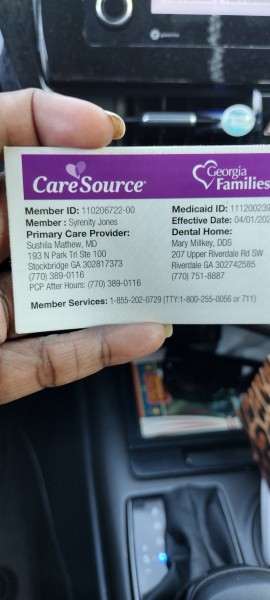 CareSource
Georgia
Families
Member ID: 110206722-00
Member : Syrenity Jones
Primary Care Provider:
Sushila Mathew, MD
193 N Park Trl Ste 100
Stockbridge GA 302817373
(770) 389-0116
PCP After Hours: (770) 389-0116
Medicaid ID: 111200239
Effective Date: 04/01/202
Dental Home:
Mary Millkey, DDS
207 Upper Riverdale Rd SW
Riverdale GA 302742585
(770) 751-8887
Member Services: 1-855-202-0729 (TTY:1-800-255-0056 or 711)